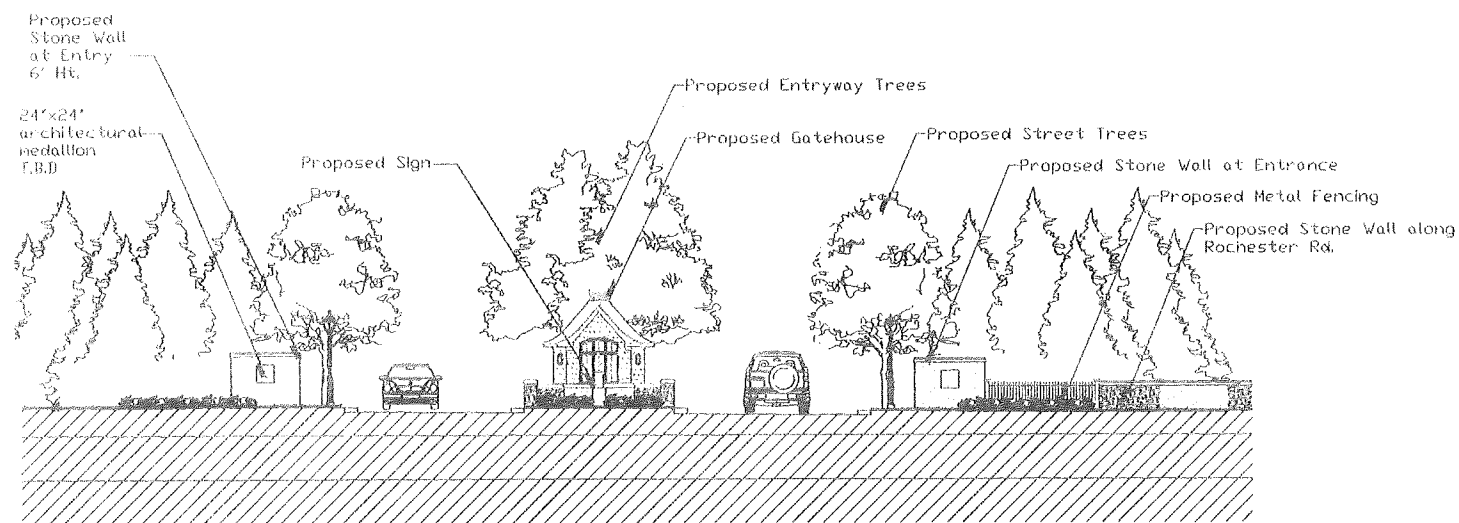 Proposed
Stone Wall
at Entry
6' Ht.
24"x24"
architectural
medallion
T.B.D
Proposed Sign
Proposed Entryway Trees
Proposed Gatehouse
Proposed Street Trees
Proposed Stone Wall at Entrance
Proposed Metal Fencing
Proposed Stone Wall along
Rochester Rd.